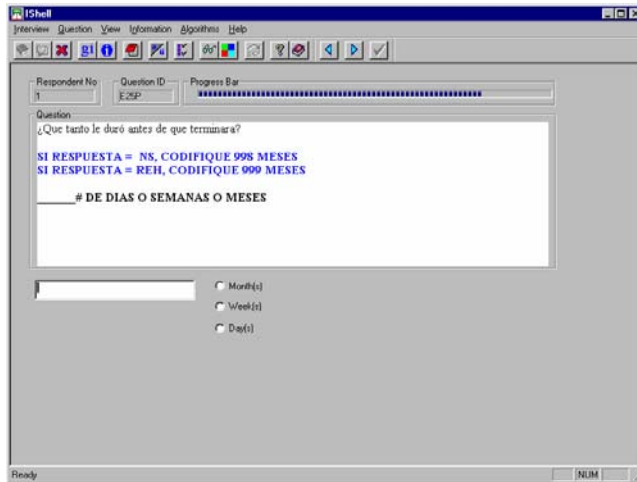 IShell
Interview Question View Information Algorithms Help
Respondent No Question ID Progress Bar
1 E25P
Question
¿Que tanto le duró antes de que terminara?
SI RESPUESTA = NS, CODIFIQUE 998 MESES
SI RESPUESTA = REH, CODIFIQUE 999 MESES
______# DE DIAS O SEMANAS O MESES
Month(s)
Week(s)
Day(s)
Ready NUM